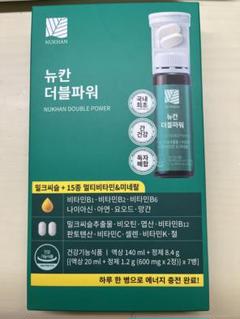 NUKHAN
뉴칸
더블파워
NUKHAN DOUBLE POWER
국내
최초
간
건강
독자
배합
NUKHAN
뉴칸
더블파워
밀크씨슬 + 15종 멀티비타민&미네랄
비타민B1 · 비타민B2 · 비타민B6
나이아신 · 아연 · 요오드 · 망간
밀크씨슬추출물 · 비오틴 · 엽산 · 비타민B12
판토텐산 · 비타민C · 셀렌 · 비타민K · 철
건강기능식품 | 액상 140 ml + 정제 8.4 g
{(액상 20 ml + 정제 1.2 g (600 mg x 2정)) x 7병}
하루 한 병으로 에너지 충전 완료!